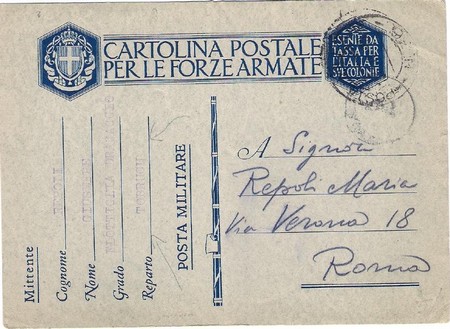 CARTOLINA POSTALE
PER LE FORZE ARMATE
ESENTE DA
TASSA PER
L'ITALIA E
SUE COLONIE
Mittente
Cognome
Nome
Grado
Reparto
POSTA MILITARE
A Signora
Repoli Maria
Via Verona 18
Roma